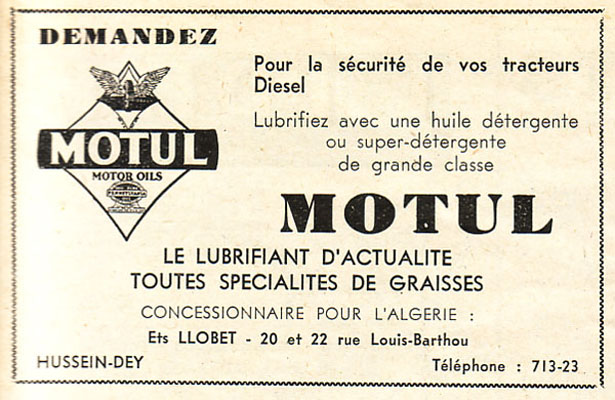 DEMANDEZ
MOTUL
MOTOR OILS
PENNSYLVANIA
Pour la sécurité de vos tracteurs
Diesel
Lubrifiez avec une huile détergente
ou super-détergente
de grande classe
MOTUL
LE LUBRIFIANT D'ACTUALITE
TOUTES SPECIALITES DE GRAISSES
CONCESSIONNAIRE POUR L'ALGERIE :
Ets LLOBET - 20 et 22 rue Louis-Barthou
HUSSEIN-DEY Téléphone : 713-23